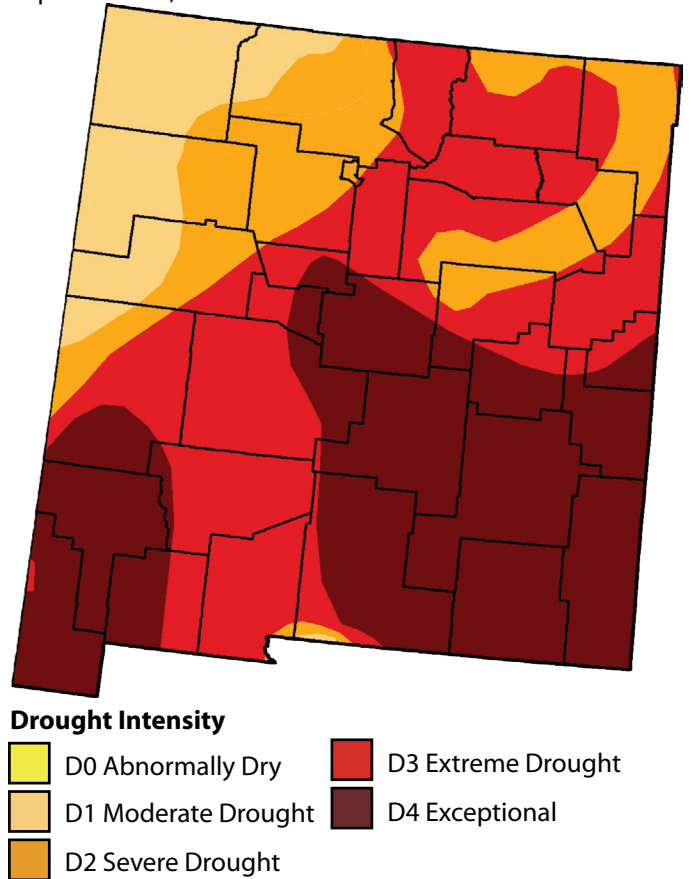 Drought Intensity
D0 Abnormally Dry
D3 Extreme Drought
D1 Moderate Drought
D4 Exceptional
D2 Severe Drought